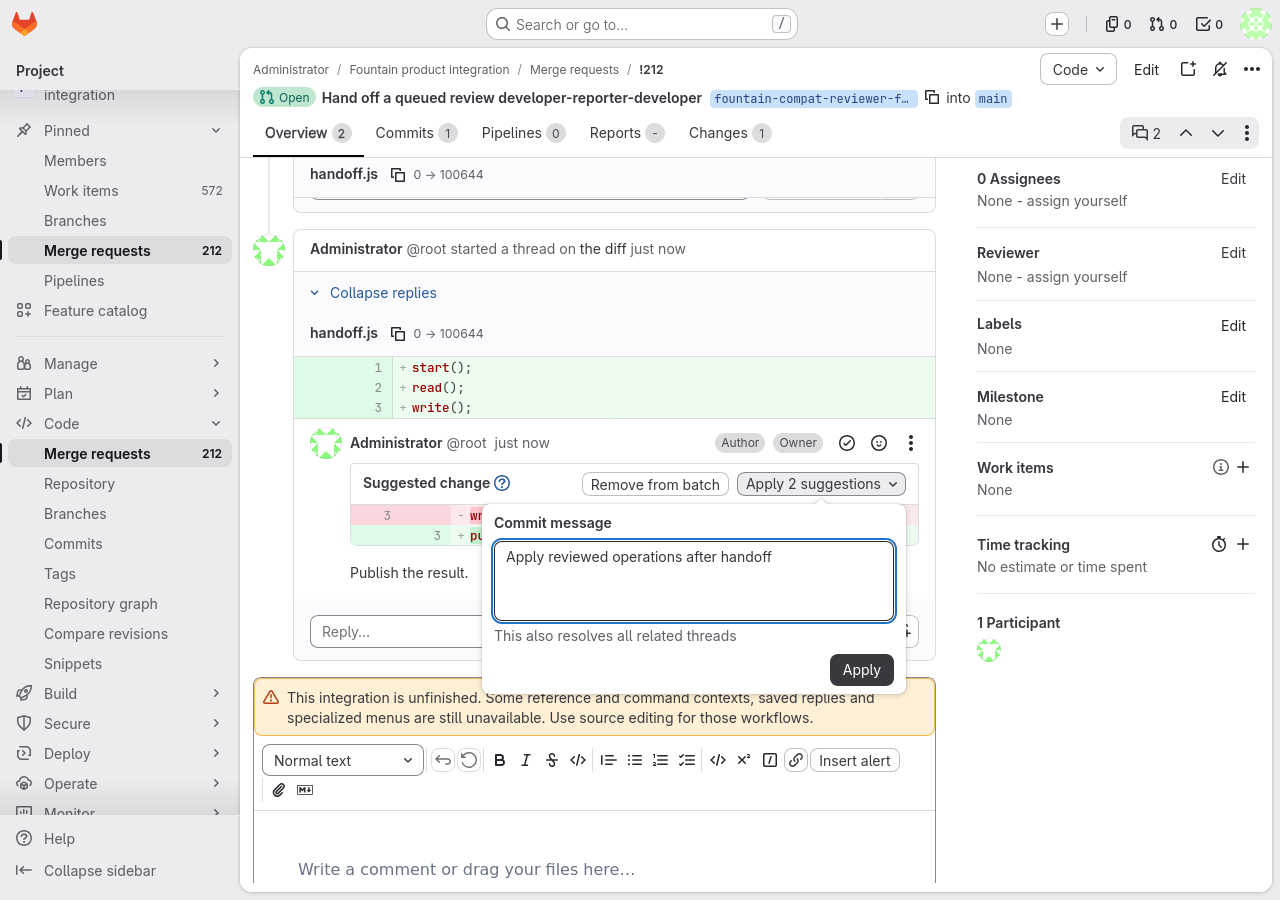 Search or go to...
/
0
0
0
Project
integration
Pinned
Members
Work items 572
Branches
Merge requests 212
Pipelines
Feature catalog
Manage
Plan
Code
Merge requests 212
Repository
Branches
Commits
Tags
Repository graph
Compare revisions
Snippets
Build
Secure
Deploy
Operate
Monitor
Help
Collapse sidebar
Administrator / Fountain product integration / Merge requests / !212
Code
Edit
Open Hand off a queued review developer-reporter-developer fountain-compat-reviewer-f… into main
Overview 2 Commits 1 Pipelines 0 Reports - Changes 1
2
handoff.js 0 → 100644
Administrator @root started a thread on the diff just now
Collapse replies
handoff.js 0 → 100644
1 + start();
2 + read();
3 + write();
Administrator @root just now Author Owner
Suggested change Remove from batch Apply 2 suggestions
3 - wr
3 + pu
Publish the result.
Commit message
Apply reviewed operations after handoff
This also resolves all related threads
Apply
Reply…
This integration is unfinished. Some reference and command contexts, saved replies and
specialized menus are still unavailable. Use source editing for those workflows.
Normal text
Insert alert
Write a comment or drag your files here…
0 Assignees Edit
None - assign yourself
Reviewer Edit
None - assign yourself
Labels Edit
None
Milestone Edit
None
Work items
None
Time tracking
No estimate or time spent
1 Participant